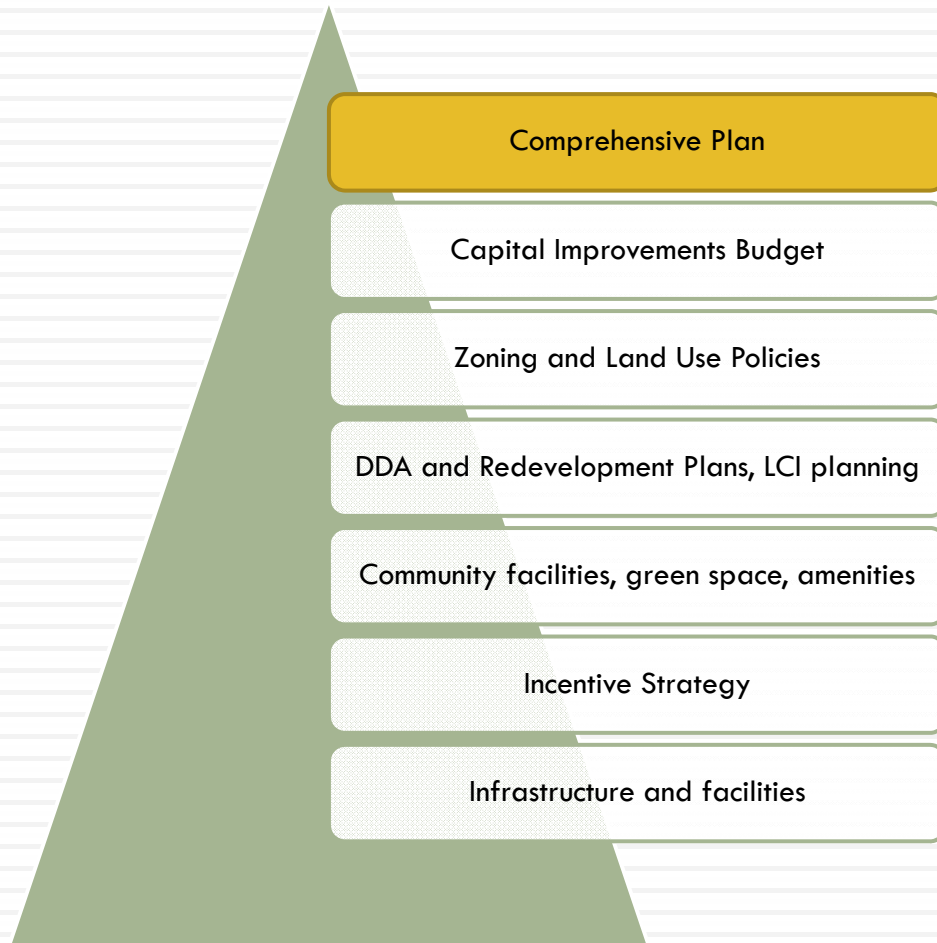 Comprehensive Plan
Capital Improvements Budget
Zoning and Land Use Policies
DDA and Redevelopment Plans, LCI planning
Community facilities, green space, amenities
Incentive Strategy
Infrastructure and facilities